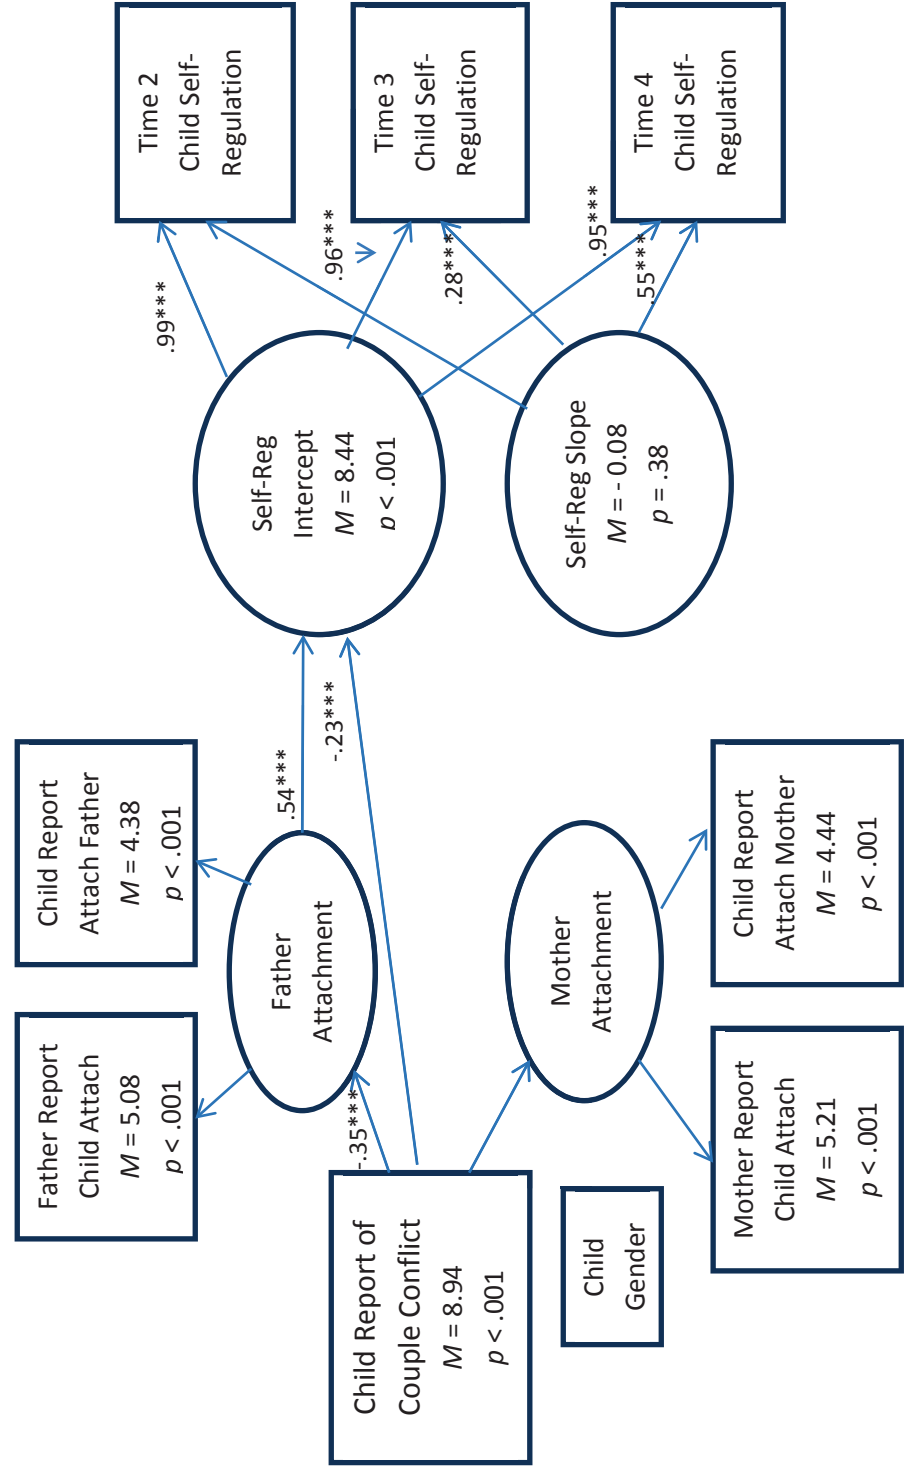 Father Report
Child Attach
M = 5.08
p < .001
Child Report
Attach Father
M = 4.38
p < .001
Time 2
Child Self-
Regulation
Father
Attachment
.54***
-.23***
-.35***
Self-Reg
Intercept
M = 8.44
p < .001
.99***
.96***
Time 3
Child Self-
Regulation
Child Report of
Couple Conflict
M = 8.94
p < .001
Mother
Attachment
Self-Reg Slope
M = - 0.08
p = .38
.28***
.95***
.55***
Time 4
Child Self-
Regulation
Child
Gender
Mother Report
Child Attach
M = 5.21
p < .001
Child Report
Attach Mother
M = 4.44
p < .001